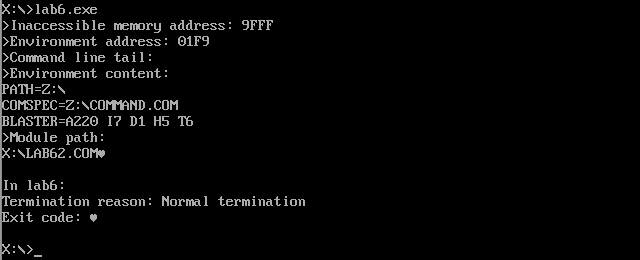 X:\>lab6.exe
>Inaccessible memory address: 9FFF
>Environment address: 01F9
>Command line tail:
>Environment content:
PATH=Z:\
COMSPEC=Z:\COMMAND.COM
BLASTER=A220 I7 D1 H5 T6
>Module path:
X:\LAB62.COM♥
In lab6:
Termination reason: Normal termination
Exit code: ♥
X:\>_